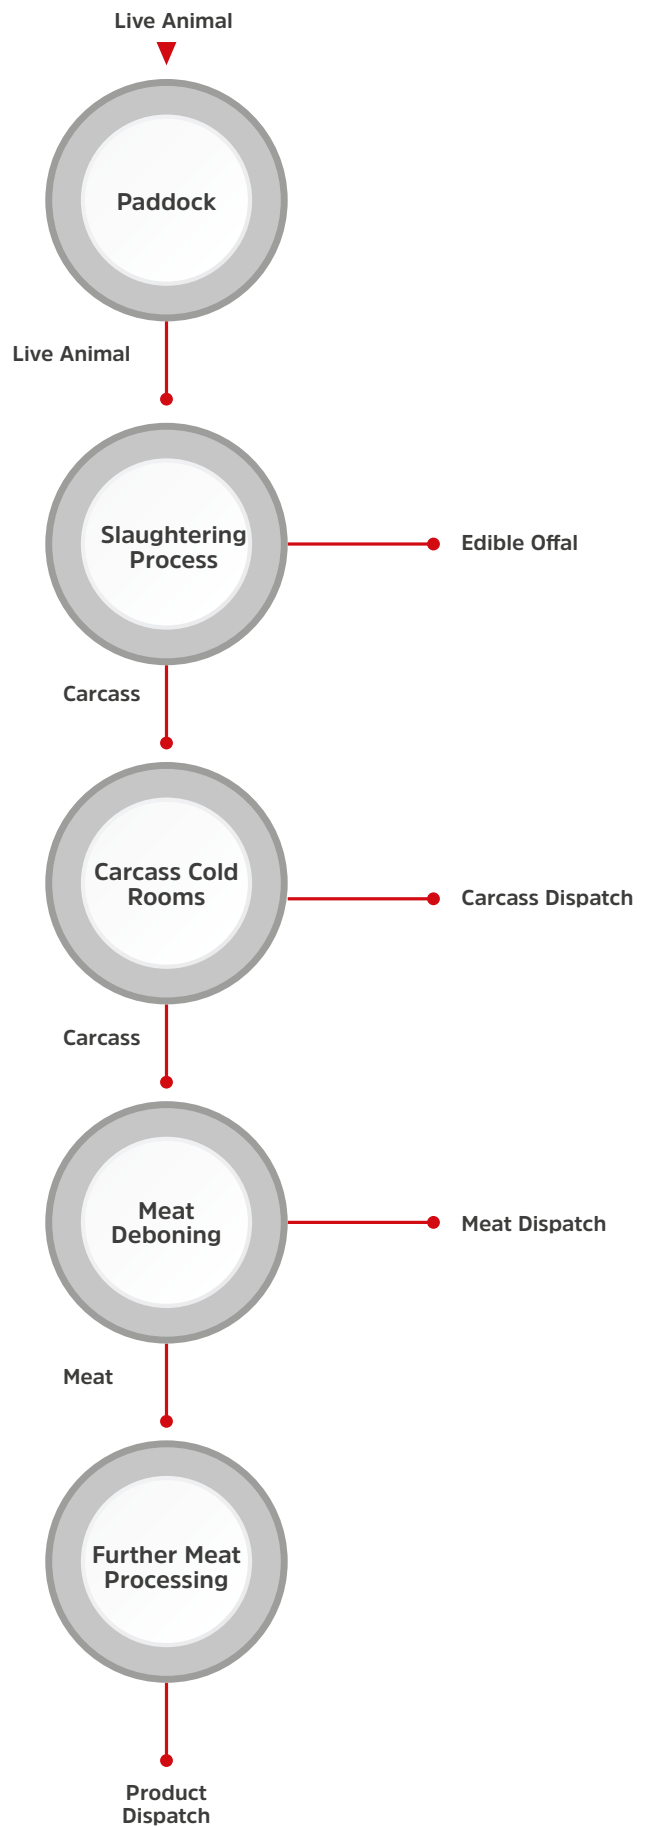 Live Animal
Paddock
Live Animal
Slaughtering
Process
Edible Offal
Carcass
Carcass Cold
Rooms
Carcass Dispatch
Carcass
Meat
Deboning
Meat Dispatch
Meat
Further Meat
Processing
Product
Dispatch